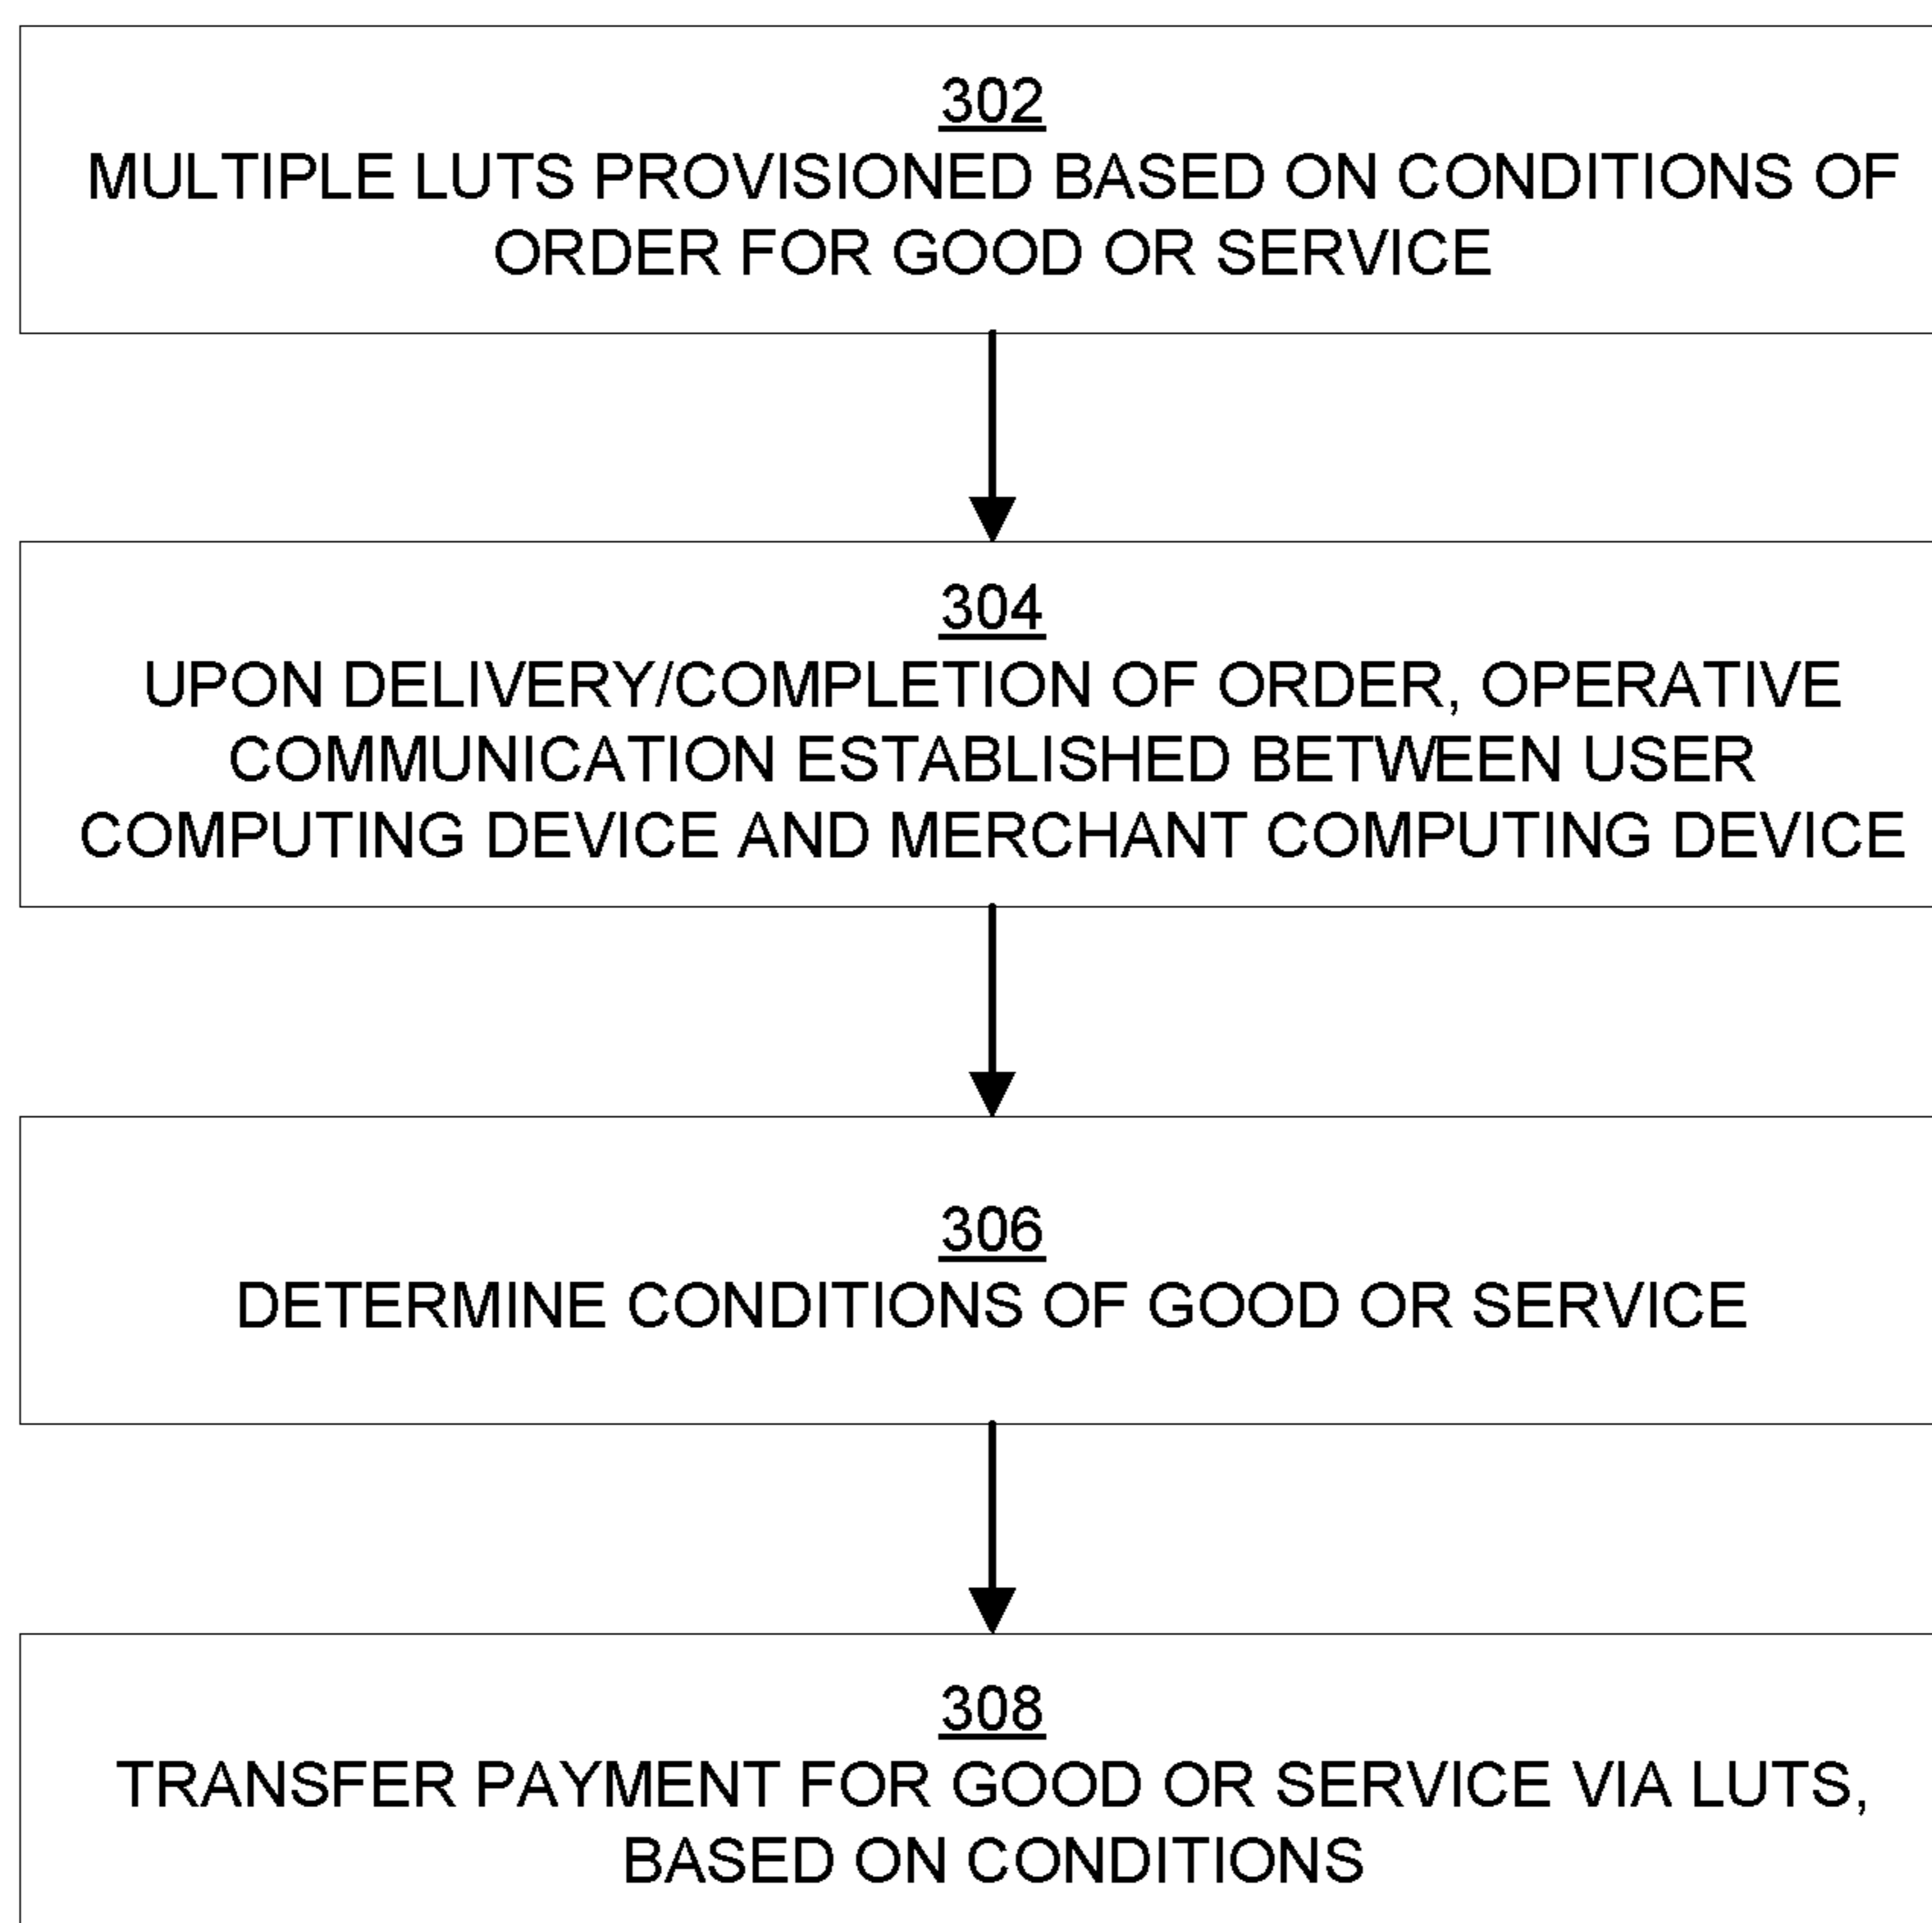 302
MULTIPLE LUTS PROVISIONED BASED ON CONDITIONS OF
ORDER FOR GOOD OR SERVICE
304
UPON DELIVERY/COMPLETION OF ORDER, OPERATIVE
COMMUNICATION ESTABLISHED BETWEEN USER
COMPUTING DEVICE AND MERCHANT COMPUTING DEVICE
306
DETERMINE CONDITIONS OF GOOD OR SERVICE
308
TRANSFER PAYMENT FOR GOOD OR SERVICE VIA LUTS,
BASED ON CONDITIONS